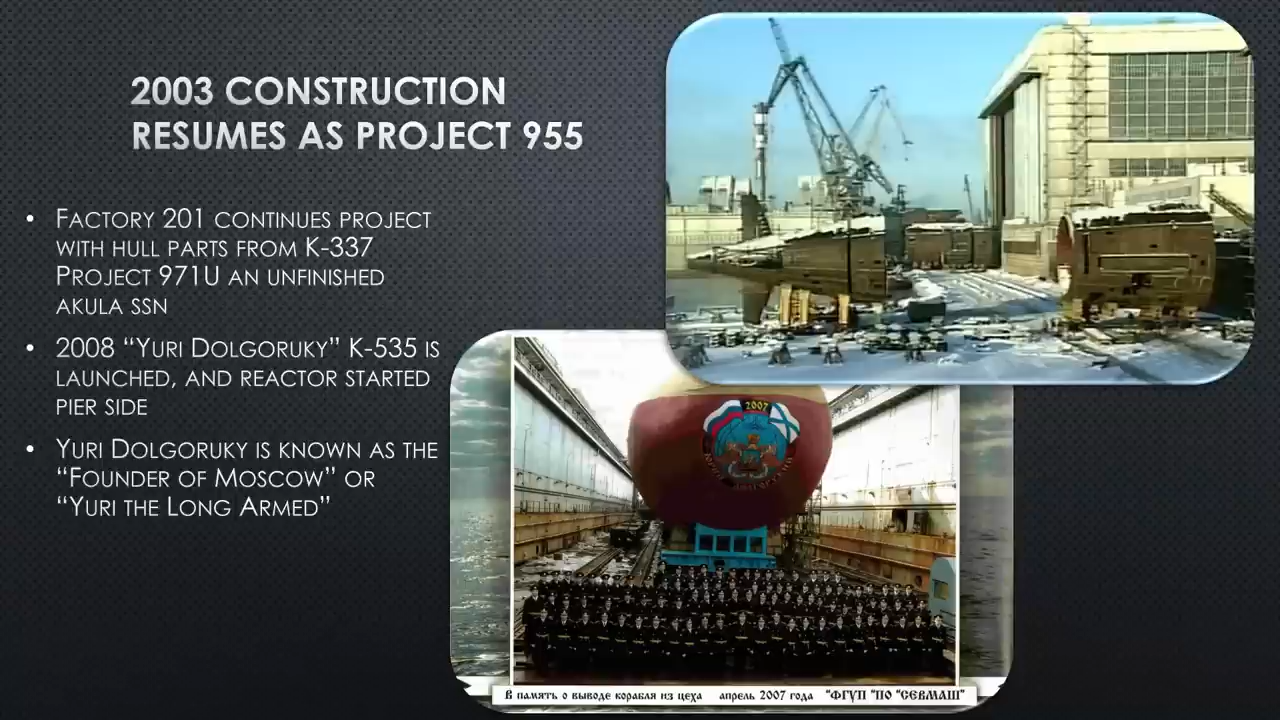 2003 CONSTRUCTION
RESUMES AS PROJECT 955
• FACTORY 201 CONTINUES PROJECT
WITH HULL PARTS FROM K-337
PROJECT 971U AN UNFINISHED
AKULA SSN
• 2008 “YURI DOLGORUKY” K-535 IS
LAUNCHED, AND REACTOR STARTED
PIER SIDE
• YURI DOLGORUKY IS KNOWN AS THE
“FOUNDER OF MOSCOW” OR
“YURI THE LONG ARMED”
2007
В память о выводе корабля из цеха апрель 2007 года "ФГУП "ПО "СЕВМАШ"